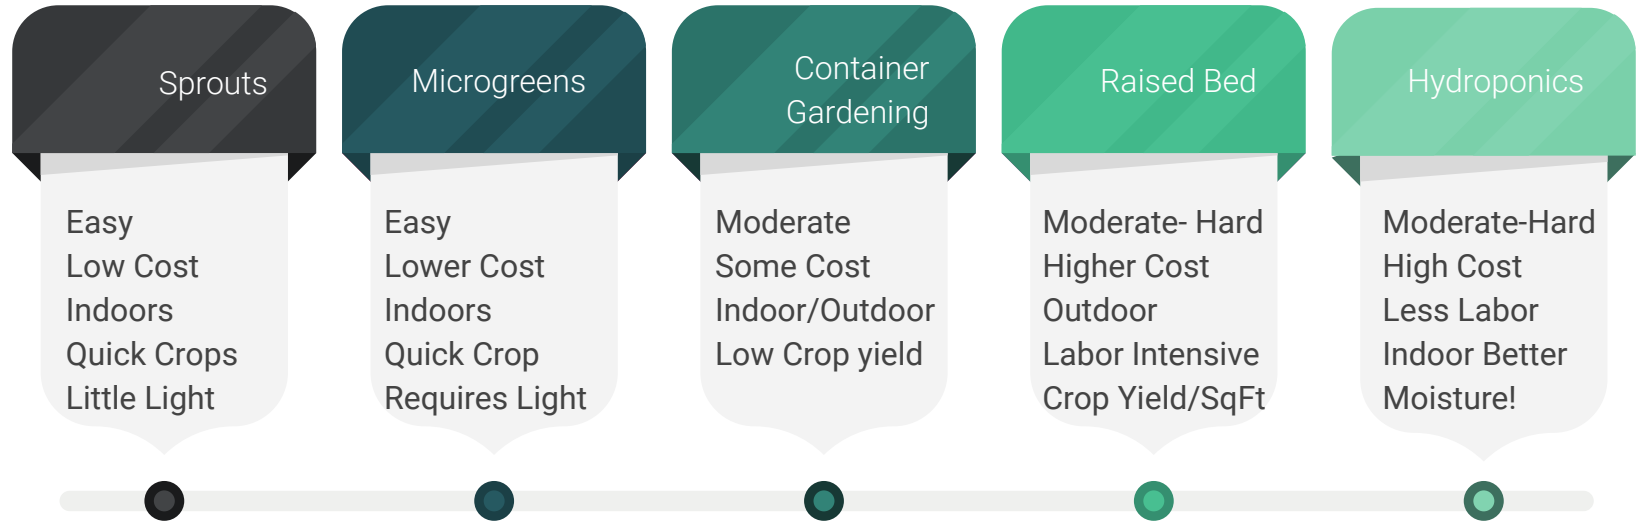 Sprouts
Easy
Low Cost
Indoors
Quick Crops
Little Light
Microgreens
Easy
Lower Cost
Indoors
Quick Crop
Requires Light
Container
Gardening
Moderate
Some Cost
Indoor/Outdoor
Low Crop yield
Raised Bed
Moderate- Hard
Higher Cost
Outdoor
Labor Intensive
Crop Yield/SqFt
Hydroponics
Moderate-Hard
High Cost
Less Labor
Indoor Better
Moisture!